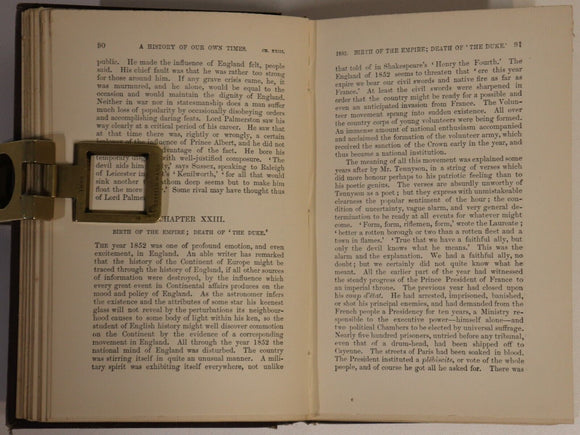 90 A HISTORY OF OUR OWN TIMES. CH. XXIII.
public. He made the influence of England felt, people
said. His chief fault was that he was rather too strong
for those around him. If any grave crisis came, he, it
was murmured, and he alone, would be equal to the
occasion, and would maintain the dignity of England.
Neither in war nor in statesmanship does a man suffer
much loss of popularity by occasionally disobeying orders
and accomplishing daring feats. Lord Palmerston saw his
way clearly at a critical period of his career. He saw that
at that time there was, rightly or wrongly, a certain
of the influence of Prince Albert, and he did not
advantage of the fact. He bore his
temporary with well-justified composure. 'The
devil aids him,' says Sussex, speaking to Raleigh
of Leicester in 'Kenilworth,' 'for all that would
sink another fathom deep seems but to make him
float the more Some rival may have thought thus
of Lord
CHAPTER XXIII.
BIRTH OF THE EMPIRE; DEATH OF 'THE DUKE.'
THE year 1852 was one of profound emotion, and even
excitement, in England. An able writer has remarked
that the history of the Continent of Europe might be
traced through the history of England, if all other sources
of information were destroyed, by the influence which
every great event in Continental affairs produces on the
mood and policy of England. As the astronomer infers
the existence and the attributes of some star his keenest
glass will not reveal by the perturbations its neighbour-
hood causes to some body of light within his ken, so the
student of English history might well discover commotion
on the Continent by the evidence of a corresponding
movement in England. All through the year 1852 the
national mind of England was disturbed. The country
was stirring itself in quite an unusual manner. A mili-
tary spirit was exhibiting itself everywhere, not unlike
1852. BIRTH OF THE EMPIRE; DEATH OF 'THE DUKE.' 91
that told of in Shakespeare's 'Henry the Fourth.' The
England of 1852 seems to threaten that 'ere this year
expire we bear our civil swords and native fire as far as
France.' At least the civil swords were sharpened in
order that the country might be ready for a possible and
even an anticipated invasion from France. The Volun-
teer movement sprang into sudden existence. All over
the country corps of young volunteers were being formed.
An immense amount of national enthusiasm accompanied
and acclaimed the formation of the volunteer army, which
received the sanction of the Crown early in the year, and
thus became a national institution.
The meaning of all this movement was explained some
years after by Mr. Tennyson, in a string of verses which
did more honour perhaps to his patriotic feeling than to
his poetic genius. The verses are absurdly unworthy of
Tennyson as a poet; but they express with unmistakable
clearness the popular sentiment of the hour; the con-
dition of uncertainty, vague alarm, and very general de-
termination to be ready at all events for whatever might
come. 'Form, form, riflemen, form,' wrote the Laureate;
'better a rotten borough or two than a rotten fleet and a
town in flames.' 'True that we have a faithful ally, but
only the devil knows what he means.' This was the
alarm and the explanation. We had a faithful ally, no
doubt; but we certainly did not quite know what he
meant. All the earlier part of the year had witnessed
the steady progress of the Prince President of France to
an imperial throne. The previous year had closed upon
his coup d'état. He had arrested, imprisoned, banished,
or shot his principal enemies, and had demanded from the
French people a Presidency for ten years, a Ministry re-
sponsible to the executive power—himself alone—and
two political Chambers to be elected by universal suffrage.
Nearly five hundred prisoners, untried before any tribunal,
even that of a drum-head, had been shipped off to
Cayenne. The streets of Paris had been soaked in blood.
The President instituted a plébiscite, or vote of the whole
people, and of course he got all he asked for. There was